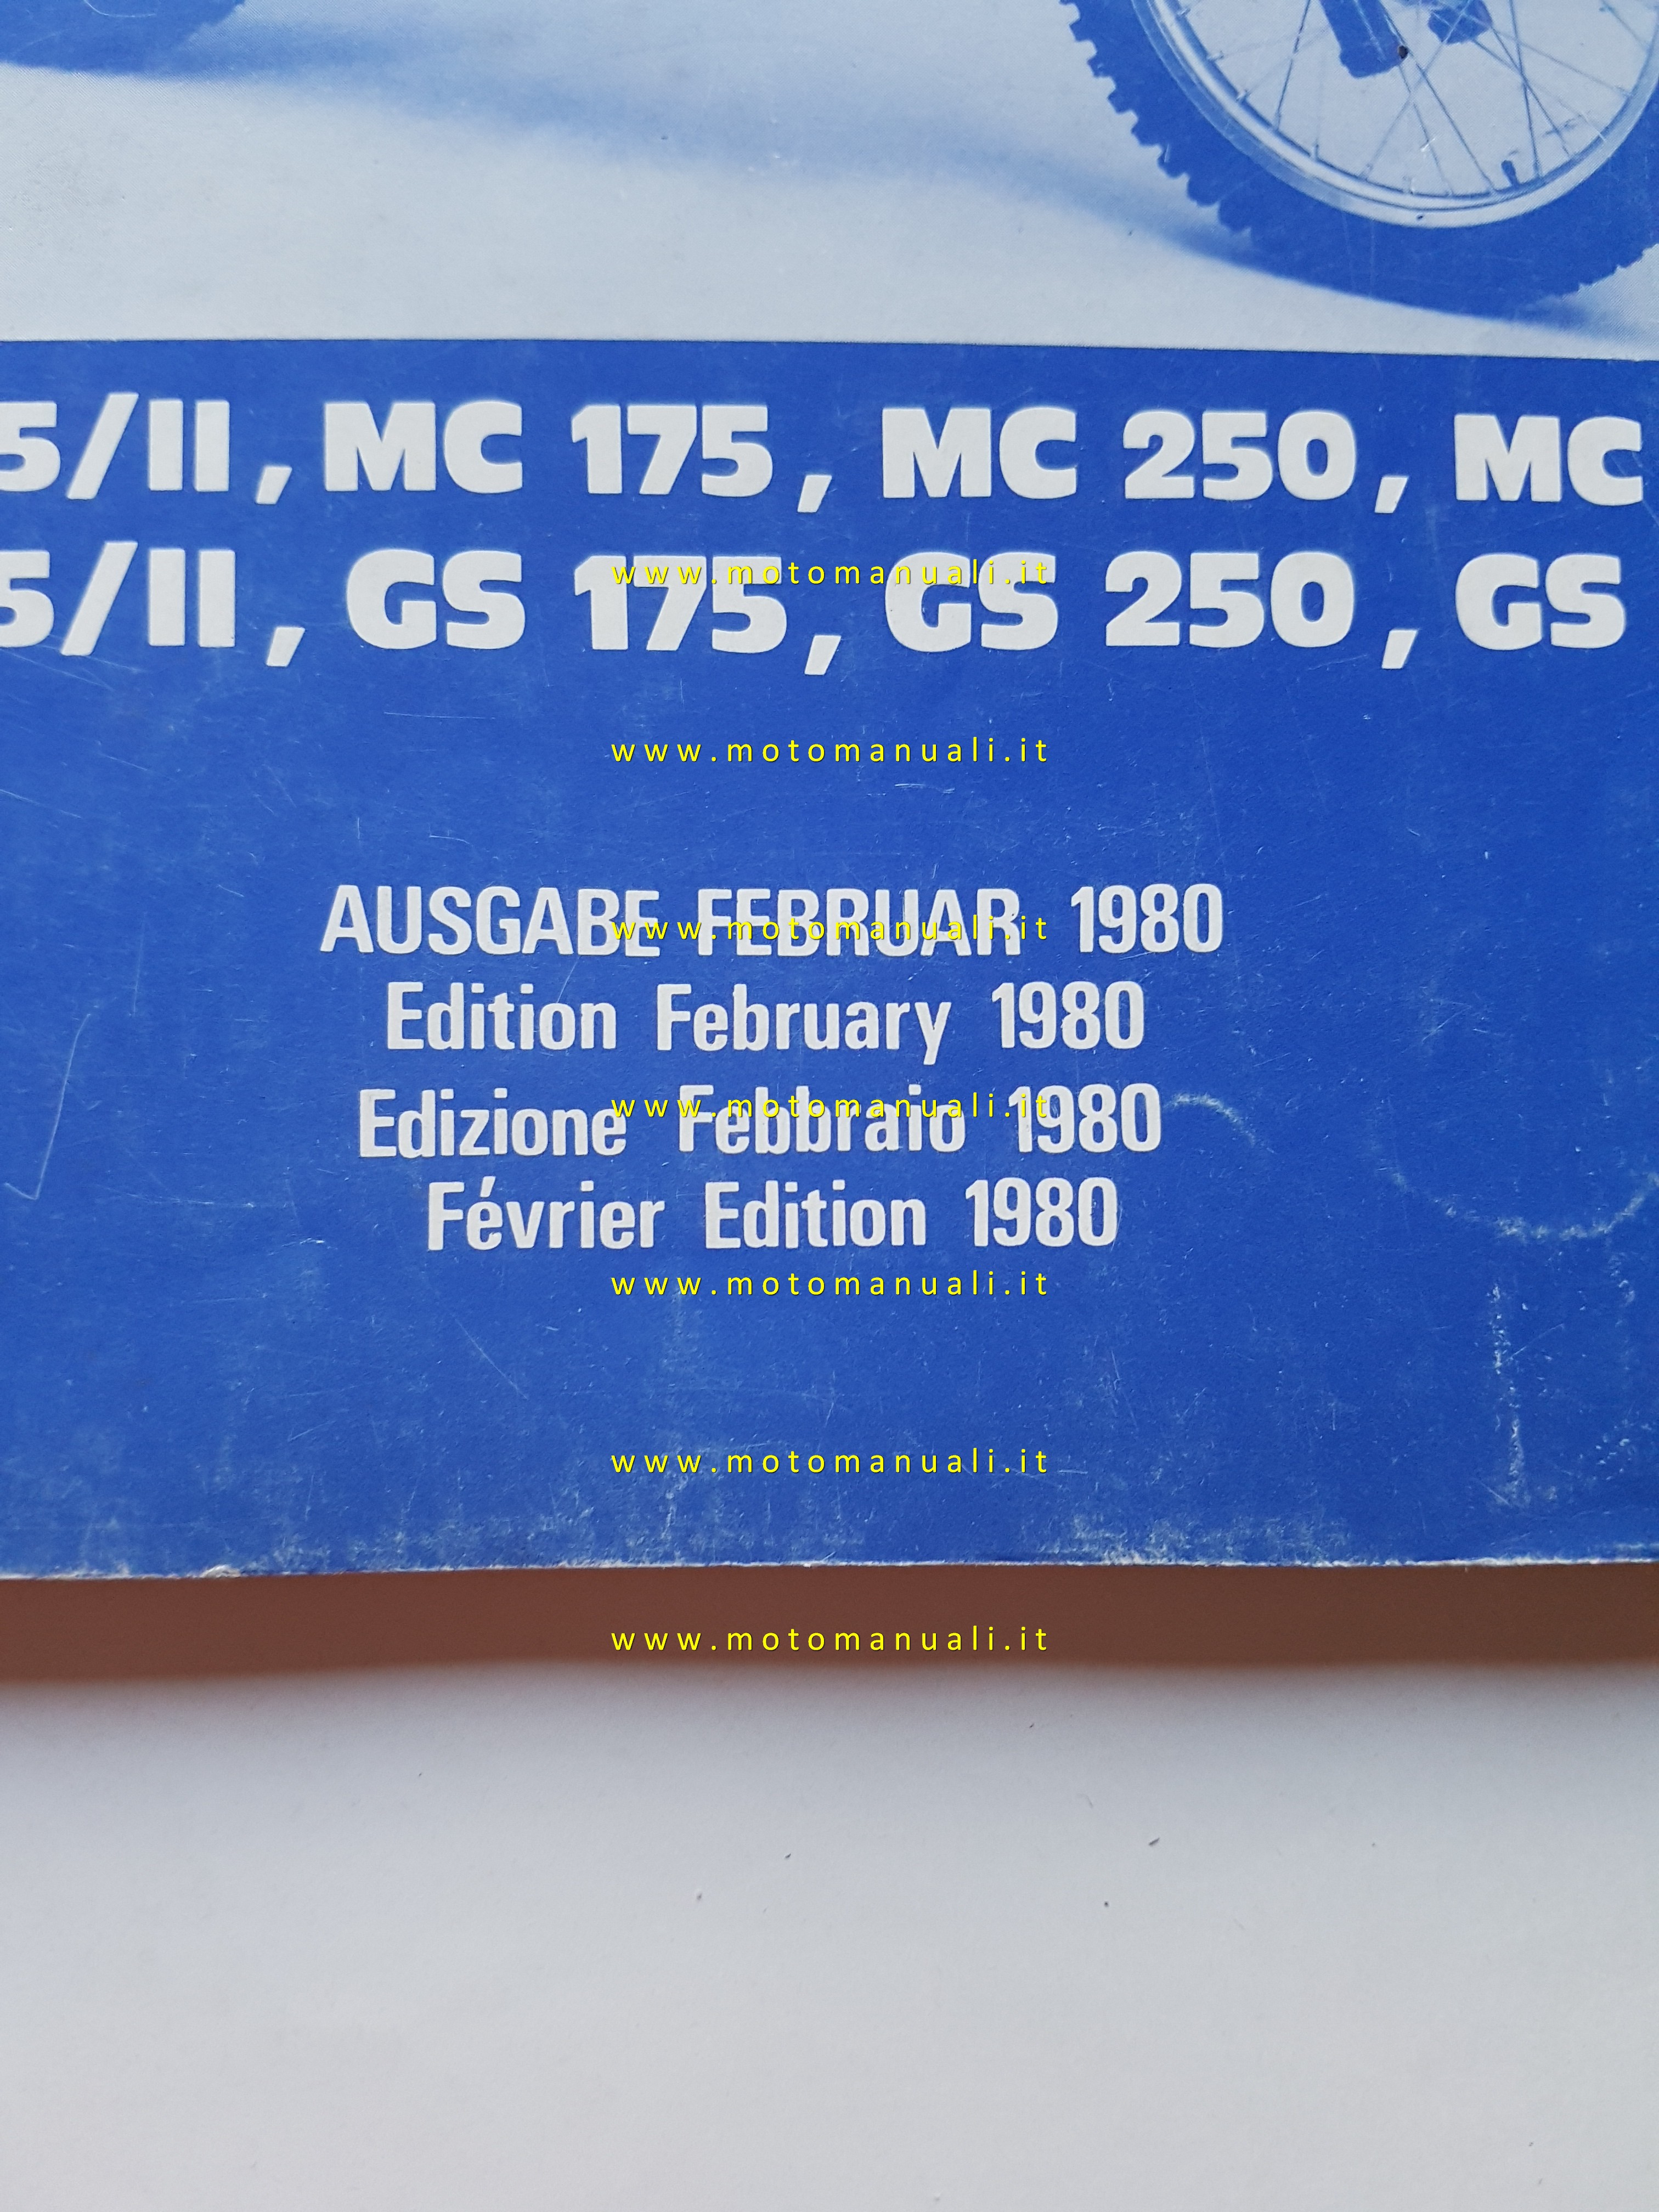 5/II, MC 175, MC 250, MC
5/II, GS 175, GS 250, GS
www.motomanuali.it
www.motomanuali.it
AUSGABE FEBRUAR 1980
www.motomanuali.it
Edition February 1980
Edizione Febbraio 1980
www.motomanuali.it
Février Edition 1980
www.motomanuali.it
www.motomanuali.it
www.motomanuali.it